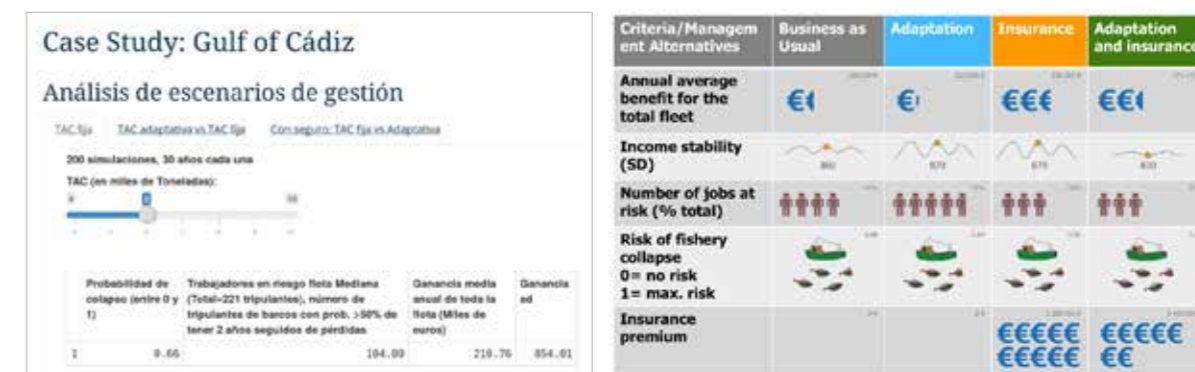 Case Study: Gulf of Cádiz
Análisis de escenarios de gestión
TAC fija TAC adaptativa vs TAC fija Con seguro: TAC fija vs Adaptativa
200 simulaciones, 30 años cada una
TAC (en miles de Toneladas):
Probabilidad de colapso (entre 0 y 1)
Trabajadores en riesgo flota Mediana (Total=221 tripulantes), número de tripulantes de barcos con prob. >50% de tener 2 años seguidos de pérdidas
Ganancia media anual de toda la flota (Miles de euros)
Ganancia sd
1 0.66 104.00 210.76 854.01
Criteria/Managem
ent Alternatives
Business as
Usual
Adaptation
Insurance
Adaptation
and insurance
Annual average
benefit for the
total fleet
€ €
€
€€€
€€€
Income stability
(SD)
670
Number of jobs at
risk (% total)
Risk of fishery
collapse
0= no risk
1= max. risk
Insurance
premium
€€€€€
€€€€€
€€€€€
€€